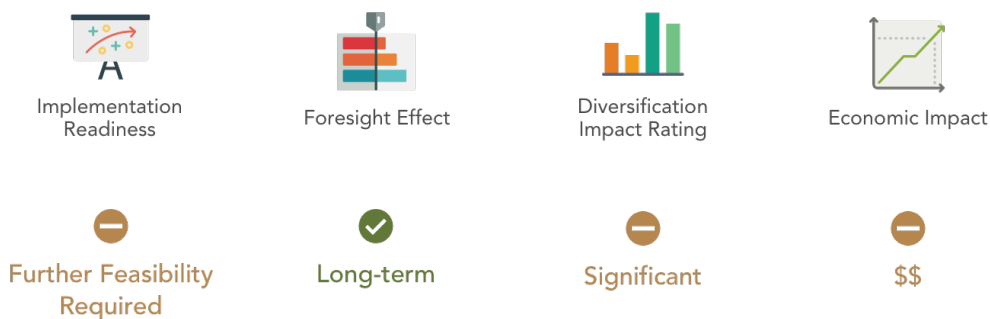 Implementation
Readiness
Foresight Effect
Diversification
Impact Rating
Economic Impact
Further Feasibility
Required
Long-term
Significant
$$